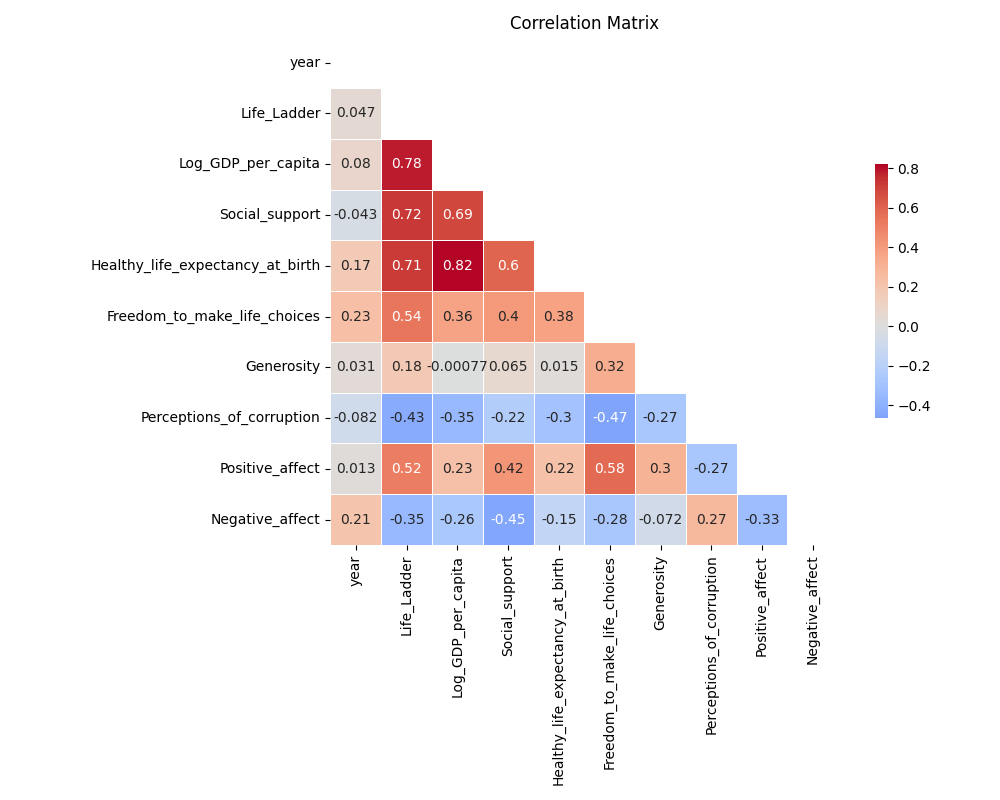 Correlation Matrix
year
Life_Ladder 0.047
Log_GDP_per_capita 0.08 0.78
Social_support -0.043 0.72 0.69
Healthy_life_expectancy_at_birth 0.17 0.71 0.82 0.6
Freedom_to_make_life_choices 0.23 0.54 0.36 0.4 0.38
Generosity 0.031 0.18 -0.00077 0.065 0.015 0.32
Perceptions_of_corruption -0.082 -0.43 -0.35 -0.22 -0.3 -0.47 -0.27
Positive_affect 0.013 0.52 0.23 0.42 0.22 0.58 0.3 -0.27
Negative_affect 0.21 -0.35 -0.26 -0.45 -0.15 -0.28 -0.072 0.27 -0.33
year
Life_Ladder
Log_GDP_per_capita
Social_support
Healthy_life_expectancy_at_birth
Freedom_to_make_life_choices
Generosity
Perceptions_of_corruption
Positive_affect
Negative_affect
0.8
0.6
0.4
0.2
0.0
−0.2
−0.4